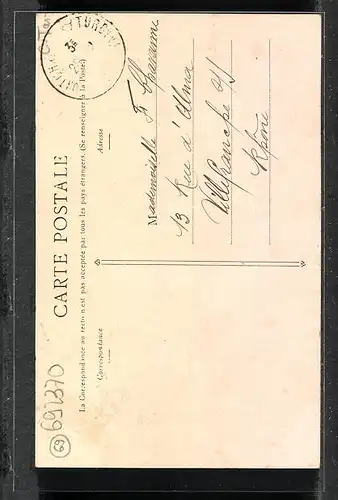 CARTE POSTALE
La Correspondance au recto n'est pas acceptée par tous les pays étrangers. (Se renseigner à la Poste)
Correspondance
Adresse
Mademoiselle F.
13 Rue d'Alma
Villefranche s/S
Rhône
69
692370